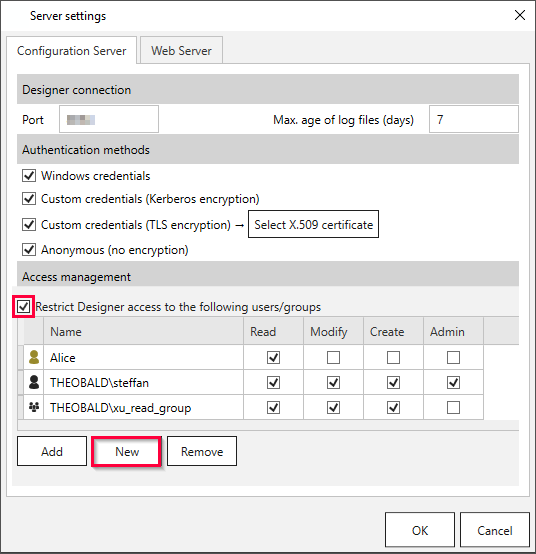 Server settings
Configuration Server Web Server
Designer connection
Port Max. age of log files (days) 7
Authentication methods
Windows credentials
Custom credentials (Kerberos encryption)
Custom credentials (TLS encryption) → Select X.509 certificate
Anonymous (no encryption)
Access management
Restrict Designer access to the following users/groups
Name Read Modify Create Admin
Alice
THEOBALD\steffan
THEOBALD\xu_read_group
Add New Remove
OK Cancel